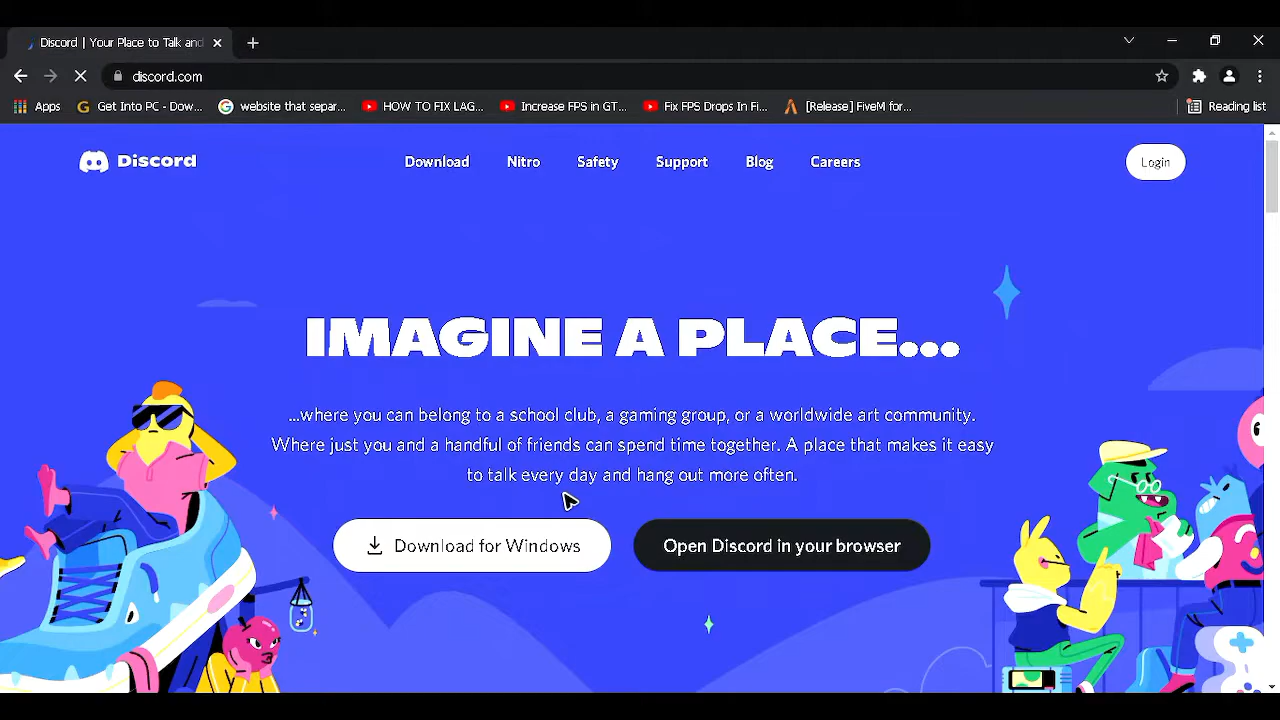 Discord | Your Place to Talk and
discord.com
Apps
Get Into PC - Dow...
website that separ...
HOW TO FIX LAG...
Increase FPS in GT...
Fix FPS Drops In Fi...
[Release] FiveM for...
Reading list
Discord
Download
Nitro
Safety
Support
Blog
Careers
Login
IMAGINE A PLACE...
...where you can belong to a school club, a gaming group, or a worldwide art community.
Where just you and a handful of friends can spend time together. A place that makes it easy
to talk every day and hang out more often.
Download for Windows
Open Discord in your browser